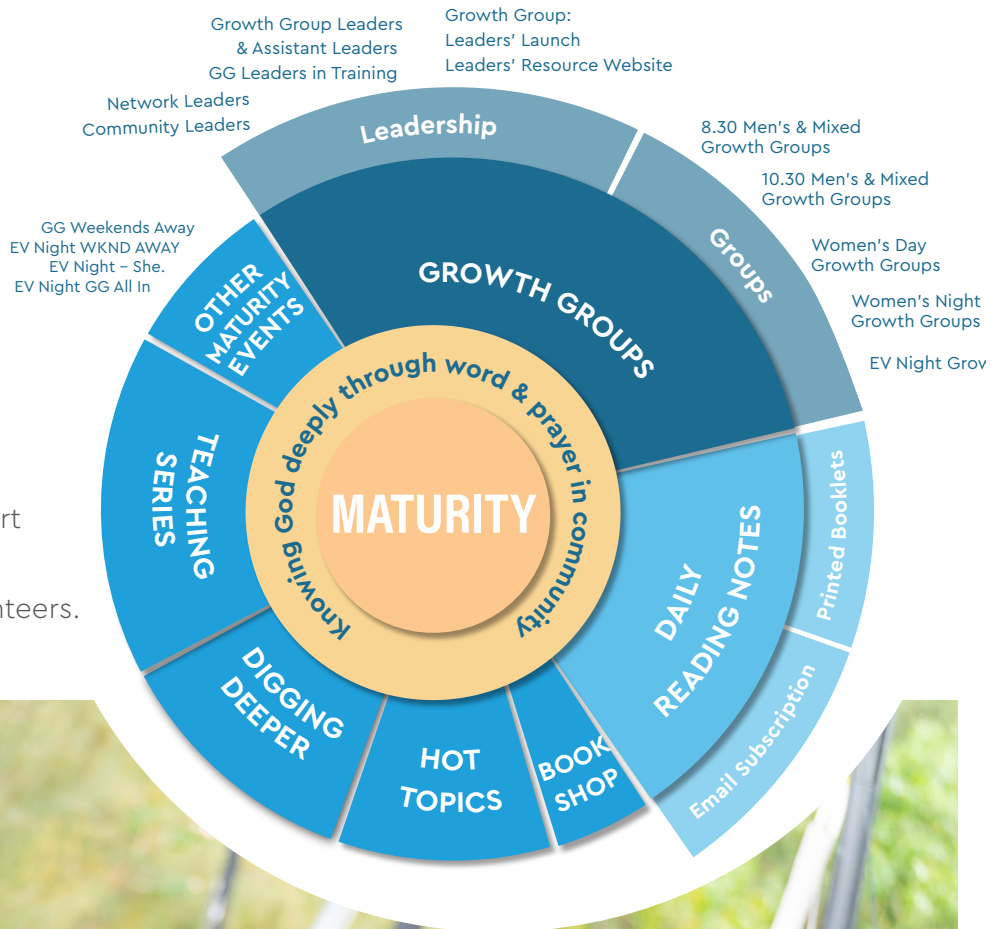 Growth Group Leaders
& Assistant Leaders
GG Leaders in Training
Growth Group:
Leaders' Launch
Leaders' Resource Website
Network Leaders
Community Leaders
Leadership
8.30 Men's & Mixed
Growth Groups
10.30 Men's & Mixed
Growth Groups
Women's Day
Growth Groups
Women's Night
Growth Groups
EV Night
Groups
GROWTH GROUPS
GG Weekends Away
EV Night WKND AWAY
EV Night – She.
EV Night GG All In
OTHER
MATURITY
EVENTS
Knowing God deeply through word & prayer in community
MATURITY
TEACHING
SERIES
DIGGING
DEEPER
HOT
TOPICS
BOOK
SHOP
DAILY
READING NOTES
Printed Booklets
Email Subscription